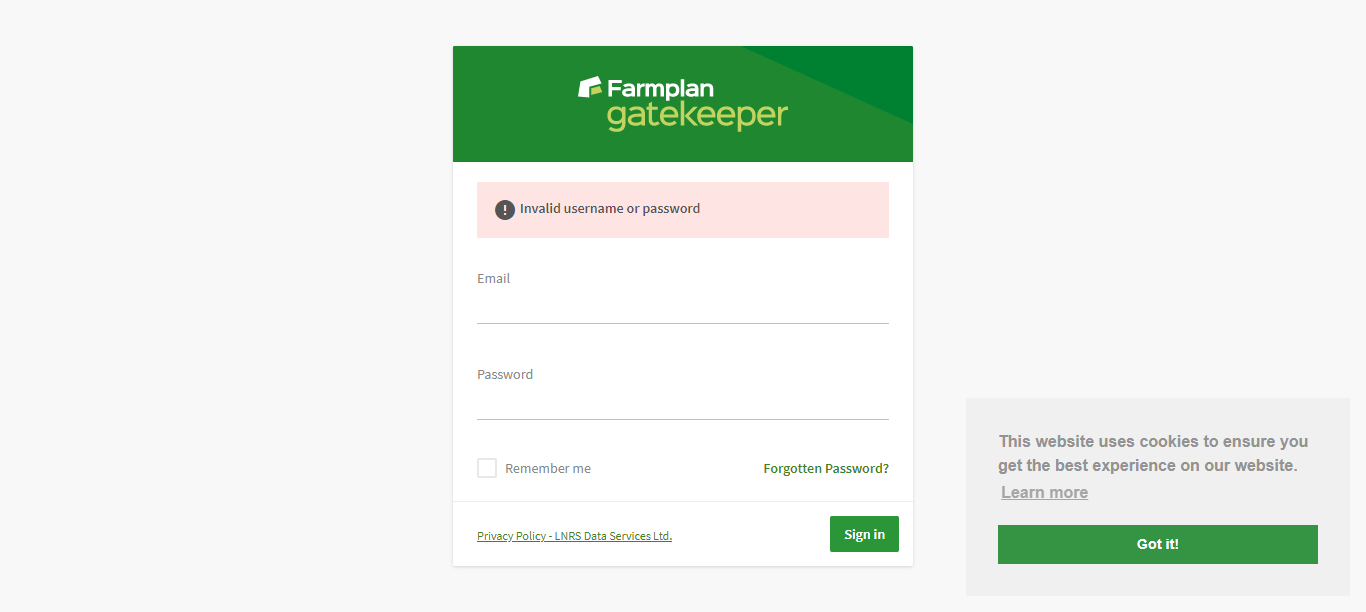 Farmplan
gatekeeper
! Invalid username or password
Email
Password
Remember me
Forgotten Password?
Privacy Policy - LNRS Data Services Ltd.
Sign in
This website uses cookies to ensure you
get the best experience on our website.
Learn more
Got it!